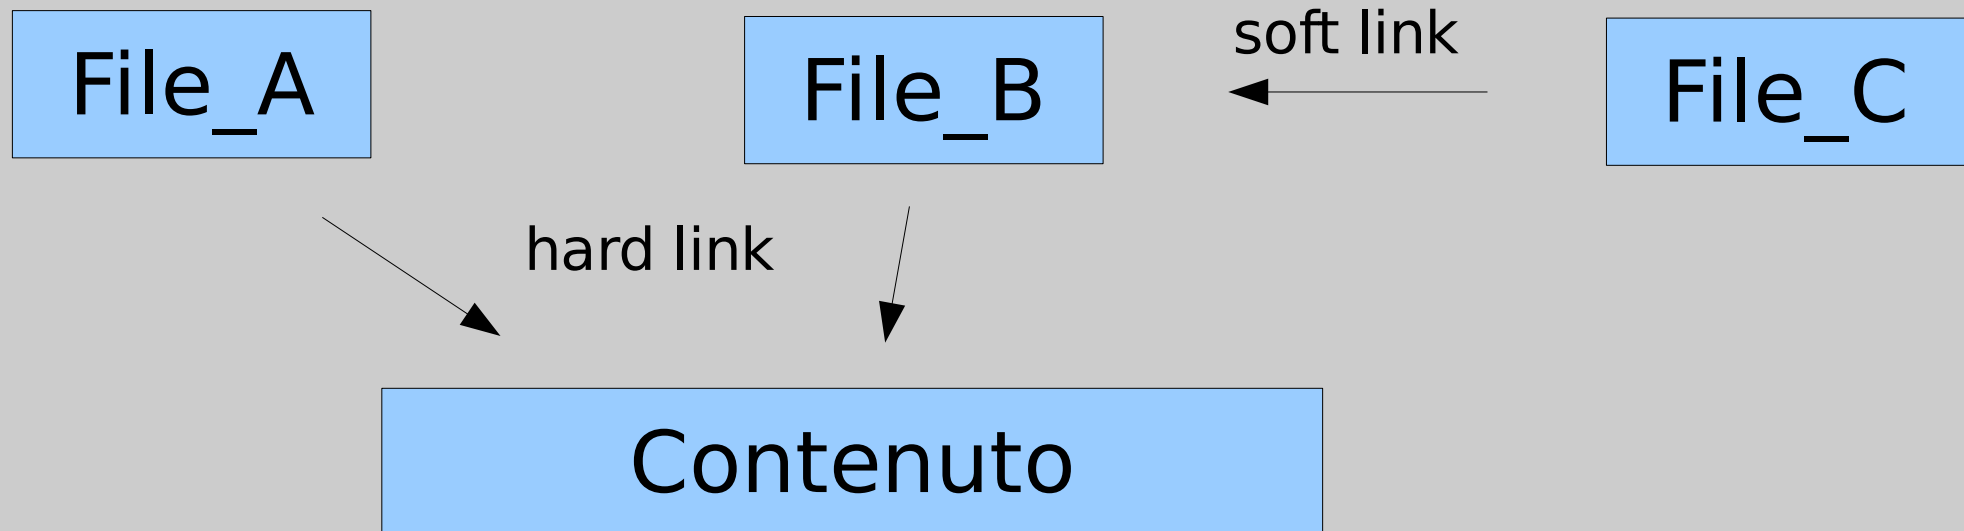 File_A
File_B
soft link
File_C
hard link
Contenuto